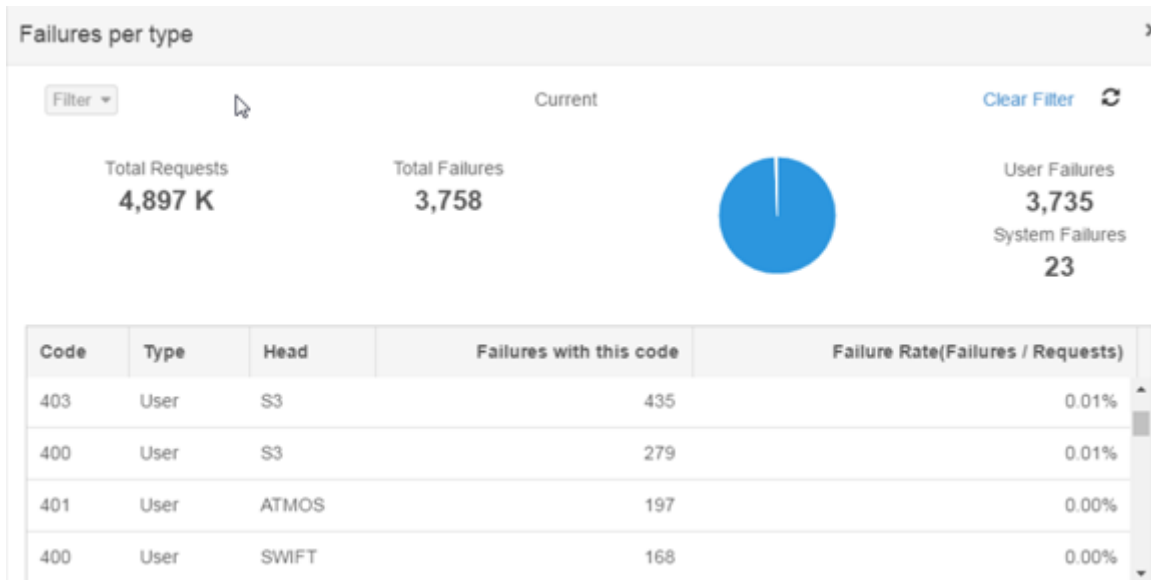 Failures per type
Filter
Current
Clear Filter
Total Requests
4,897 K
Total Failures
3,758
User Failures
3,735
System Failures
23
Code Type Head Failures with this code Failure Rate(Failures / Requests)
403 User S3 435 0.01%
400 User S3 279 0.01%
401 User ATMOS 197 0.00%
400 User SWIFT 168 0.00%